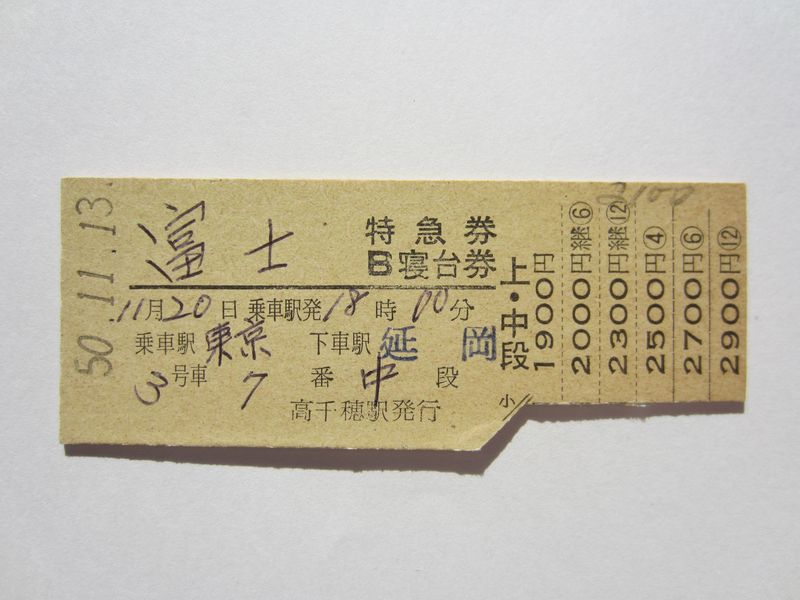 50.11.13.
富士
特急券
B寝台券
11月20日 乗車駅発 18時00分
乗車駅 東京 下車駅 延岡
3号車 7番 中段
高千穂駅発行
上・中段
1900円
2000円継⑥
2300円継⑫
2500円④
2700円⑥
2900円⑫
小